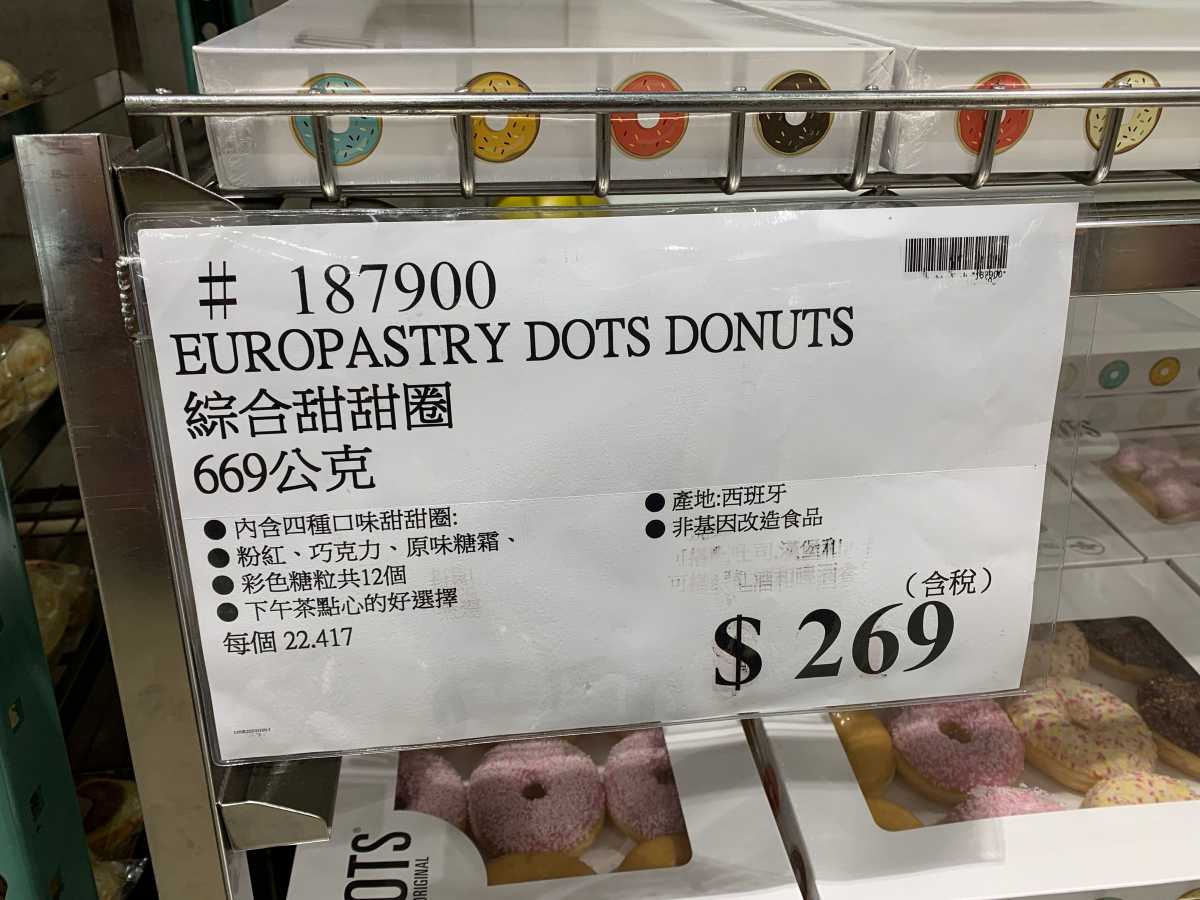 # 187900
*187900*
EUROPASTRY DOTS DONUTS
綜合甜甜圈
669公克
● 內含四種口味甜甜圈:
● 粉紅、巧克力、原味糖霜、
● 彩色糖粒共12個
● 下午茶點心的好選擇
每個 22.417
● 產地:西班牙
● 非基因改造食品
(含稅)
$ 269
DOTS
ORIGINAL